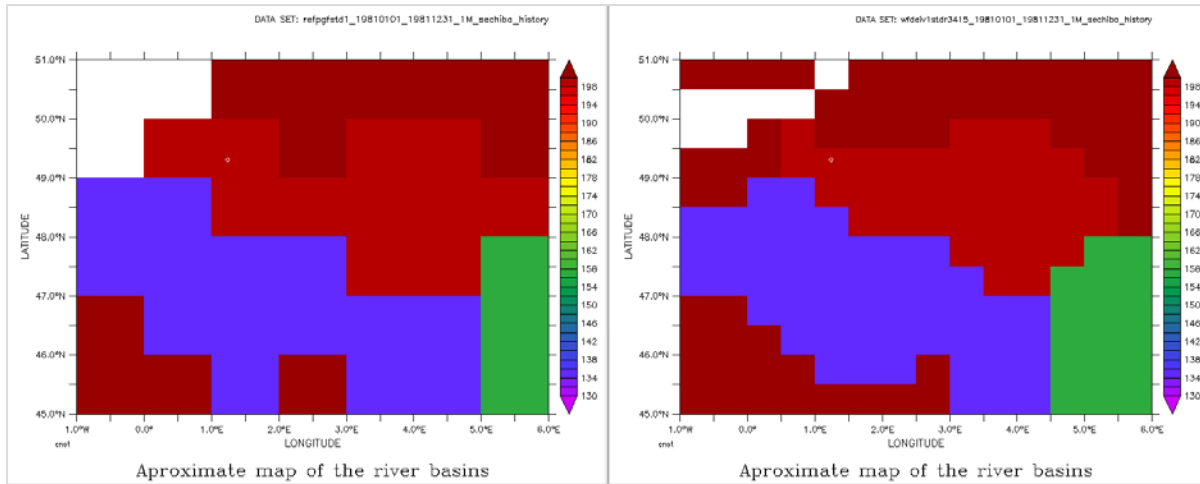 DATA SET: refpgfstd1_19810101_19811231_1M_sechiba_history
51.0°N
50.0°N
49.0°N
48.0°N
47.0°N
46.0°N
45.0°N
LATITUDE
1.0°W 0.0° 1.0°E 2.0°E 3.0°E 4.0°E 5.0°E 6.0°E
LONGITUDE
198
194
190
186
182
178
174
170
166
162
158
154
150
146
142
138
134
130
Aproximate map of the river basins
DATA SET: wfdeiv1stdr3415_19810101_19811231_1M_sechiba_history
51.0°N
50.0°N
49.0°N
48.0°N
47.0°N
46.0°N
45.0°N
LATITUDE
1.0°W 0.0° 1.0°E 2.0°E 3.0°E 4.0°E 5.0°E 6.0°E
LONGITUDE
198
194
190
186
182
178
174
170
166
162
158
154
150
146
142
138
134
130
Aproximate map of the river basins